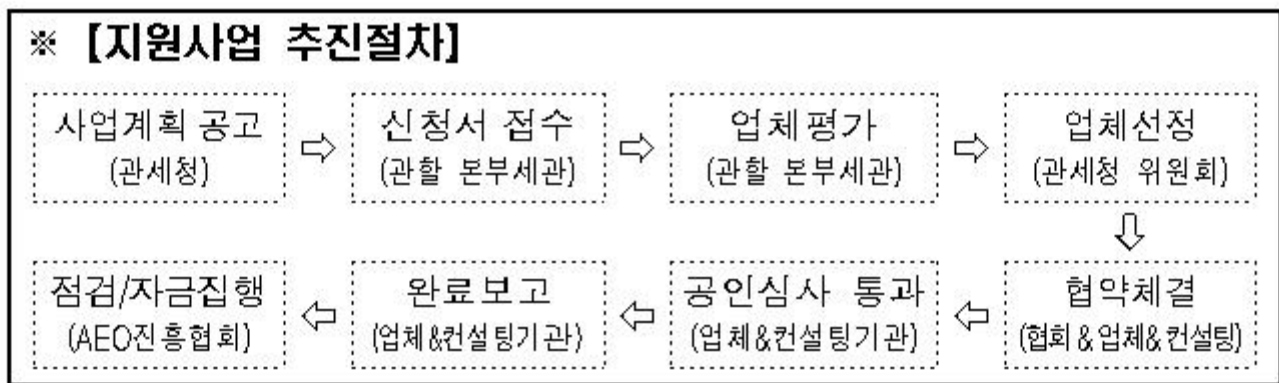 ※ [지원사업 추진절차]
사업계획 공고
(관세청)
⇨
신청서 접수
(관할 본부세관)
⇨
업체평가
(관할 본부세관)
⇨
업체선정
(관세청 위원회)
⇩
협약체결
(협회&업체&컨설팅)
⇦
공인심사 통과
(업체&컨설팅기관)
⇦
완료보고
(업체&컨설팅기관)
⇦
점검/자금집행
(AEO진흥협회)